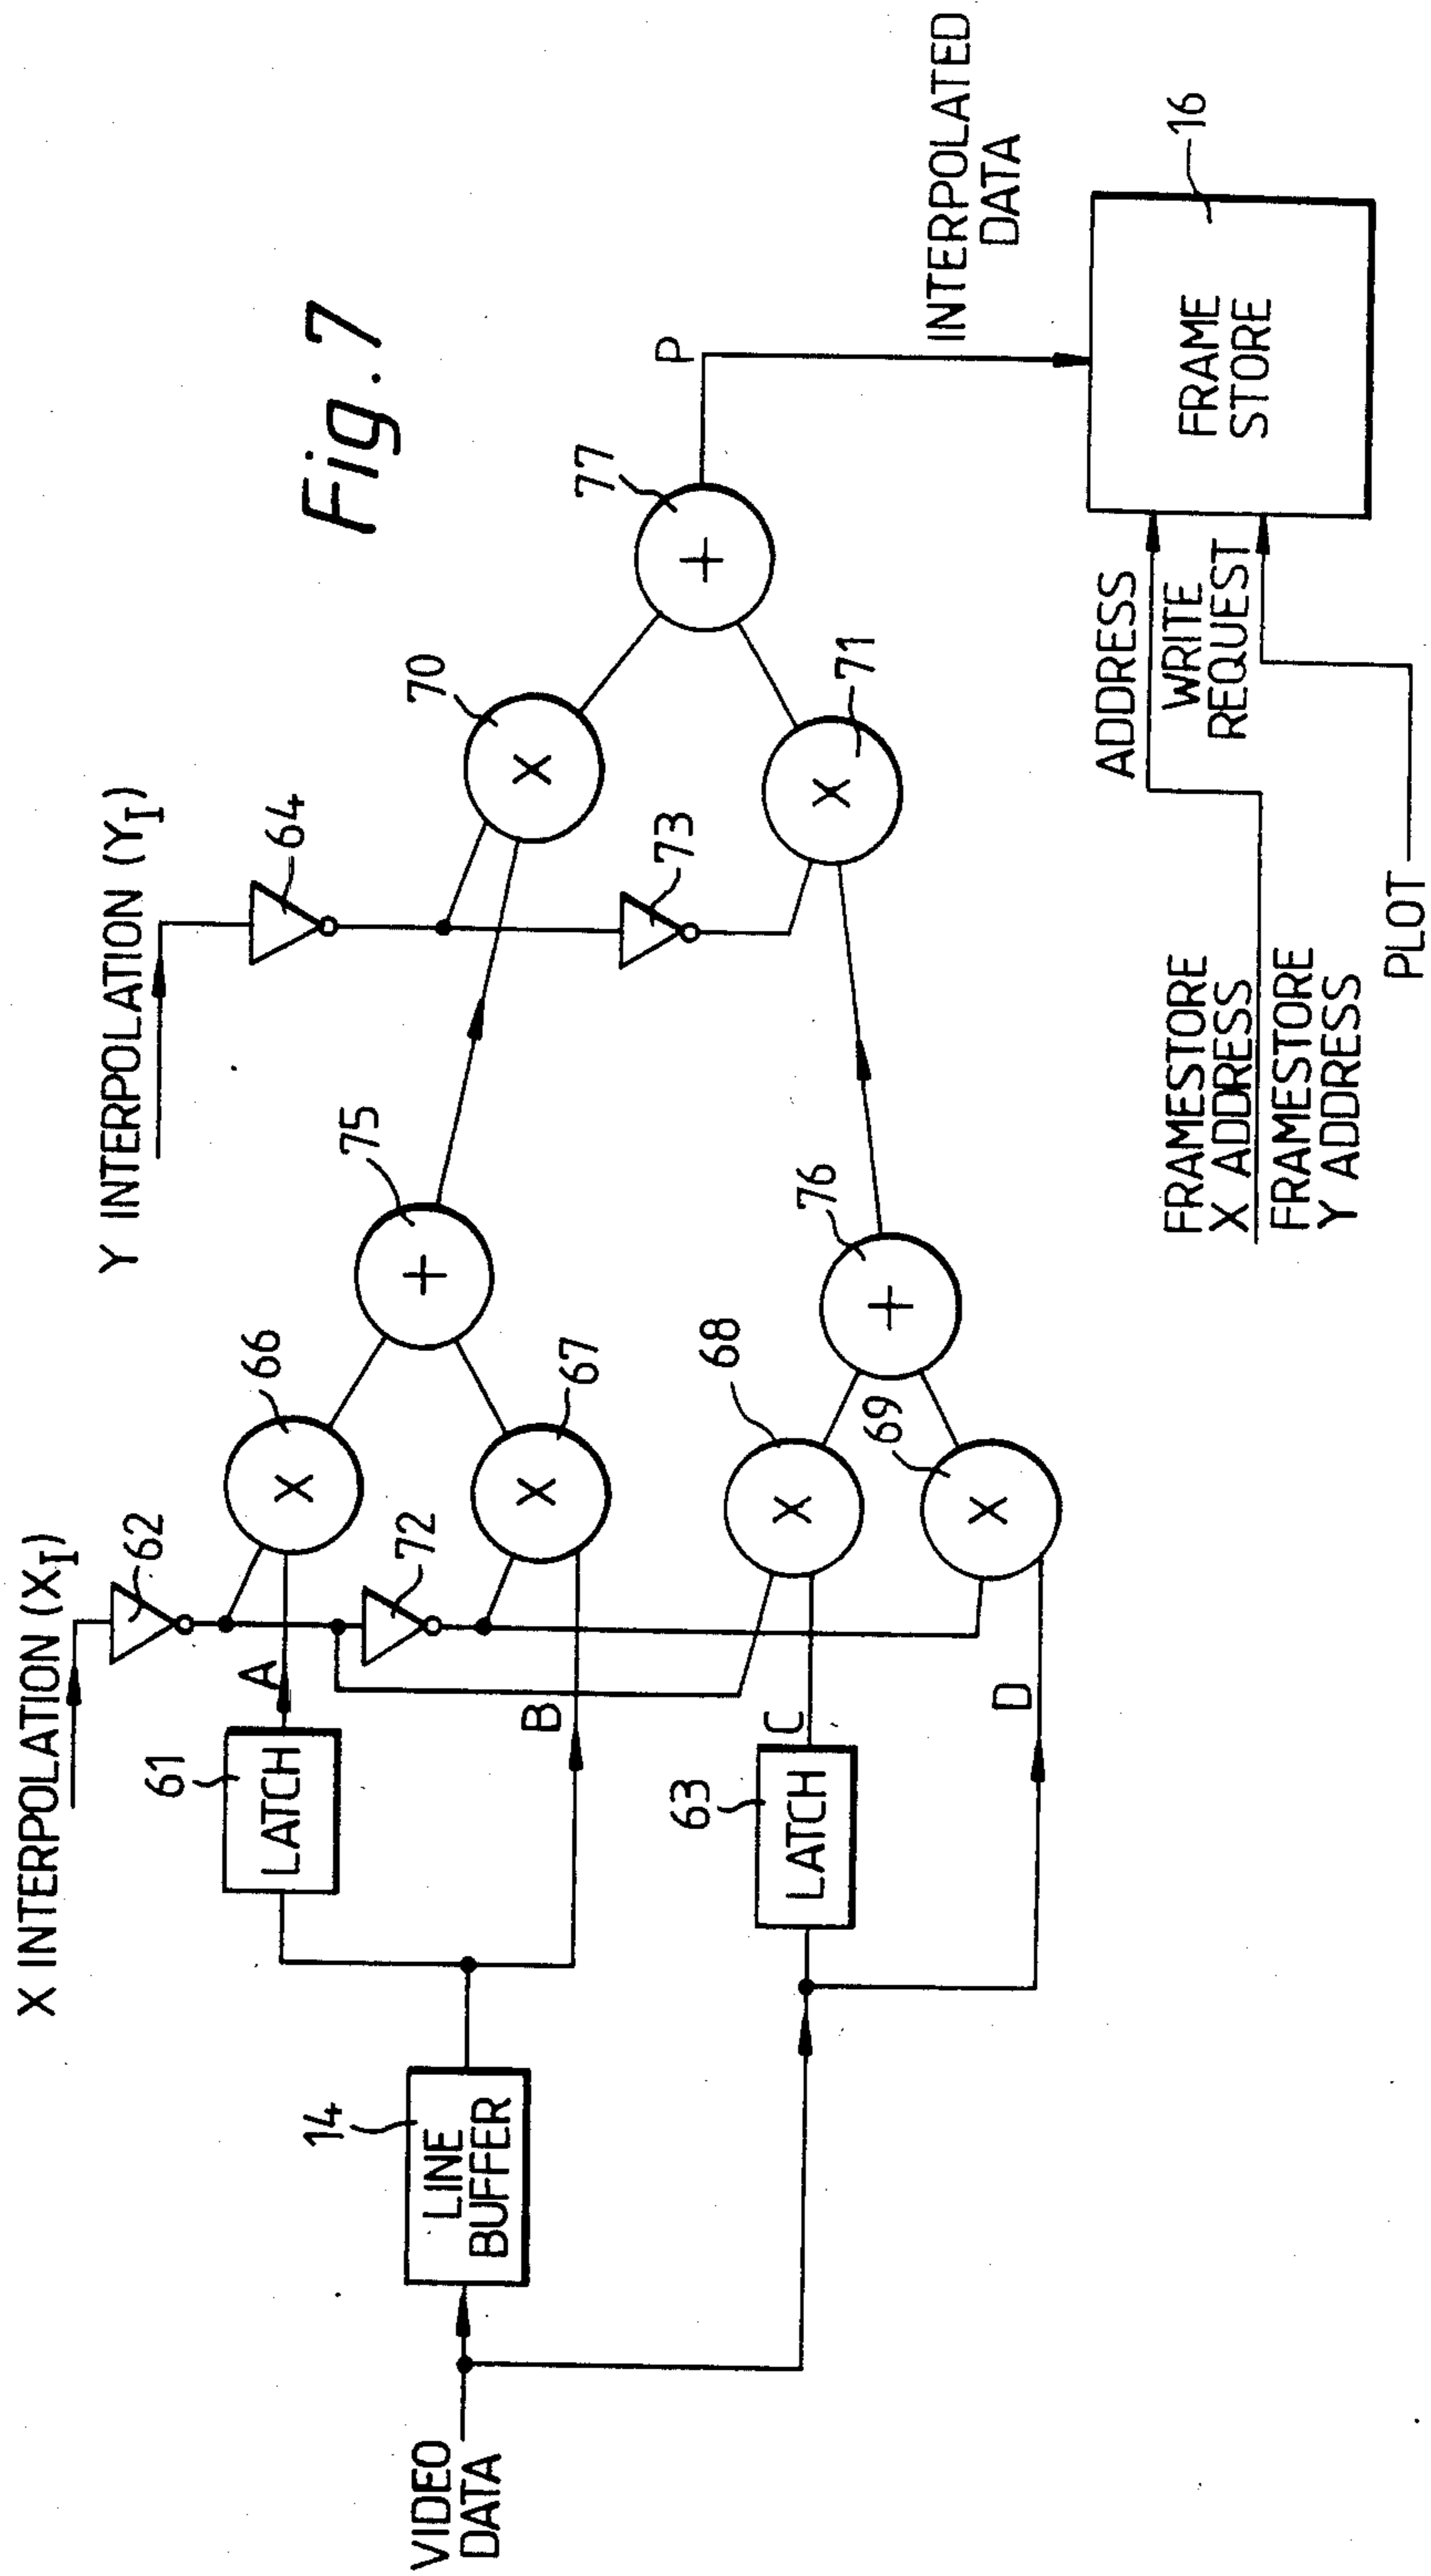 Fig. 7
X INTERPOLATION (XI)
Y INTERPOLATION (YI)
62
64
61
LATCH
A
66
75
70
77
P
72
73
14
LINE
BUFFER
B
67
71
INTERPOLATED
DATA
VIDEO
DATA
63
LATCH
C
68
76
69
D
16
FRAME
STORE
ADDRESS
WRITE
REQUEST
FRAMESTORE
X ADDRESS
FRAMESTORE
Y ADDRESS
PLOT
X
X
X
X
X
X
+
+
+